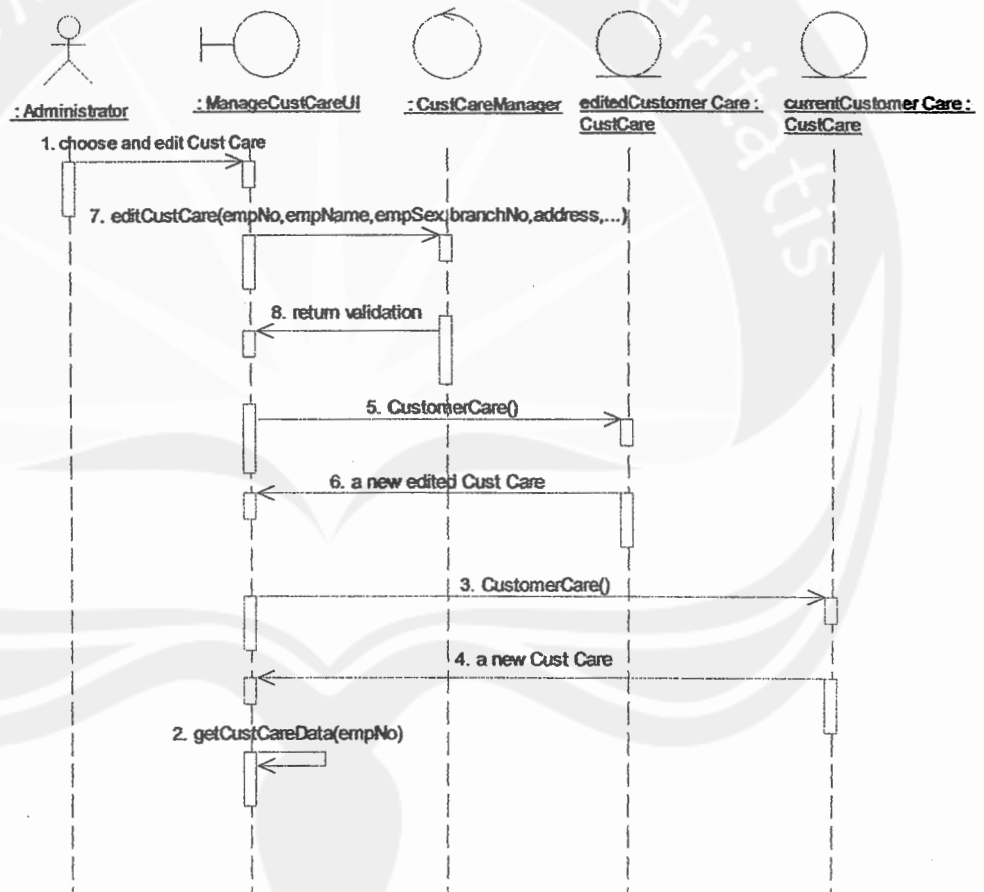 eritatis
: Administrator
: ManageCustCareUI
: CustCareManager
editedCustomer Care :
CustCare
currentCustomer Care :
CustCare
1. choose and edit Cust Care
7. editCustCare(empNo,empName,empSex,branchNo,address,...)
8. return validation
5. CustomerCare()
6. a new edited Cust Care
3. CustomerCare()
4. a new Cust Care
2. getCustCareData(empNo)